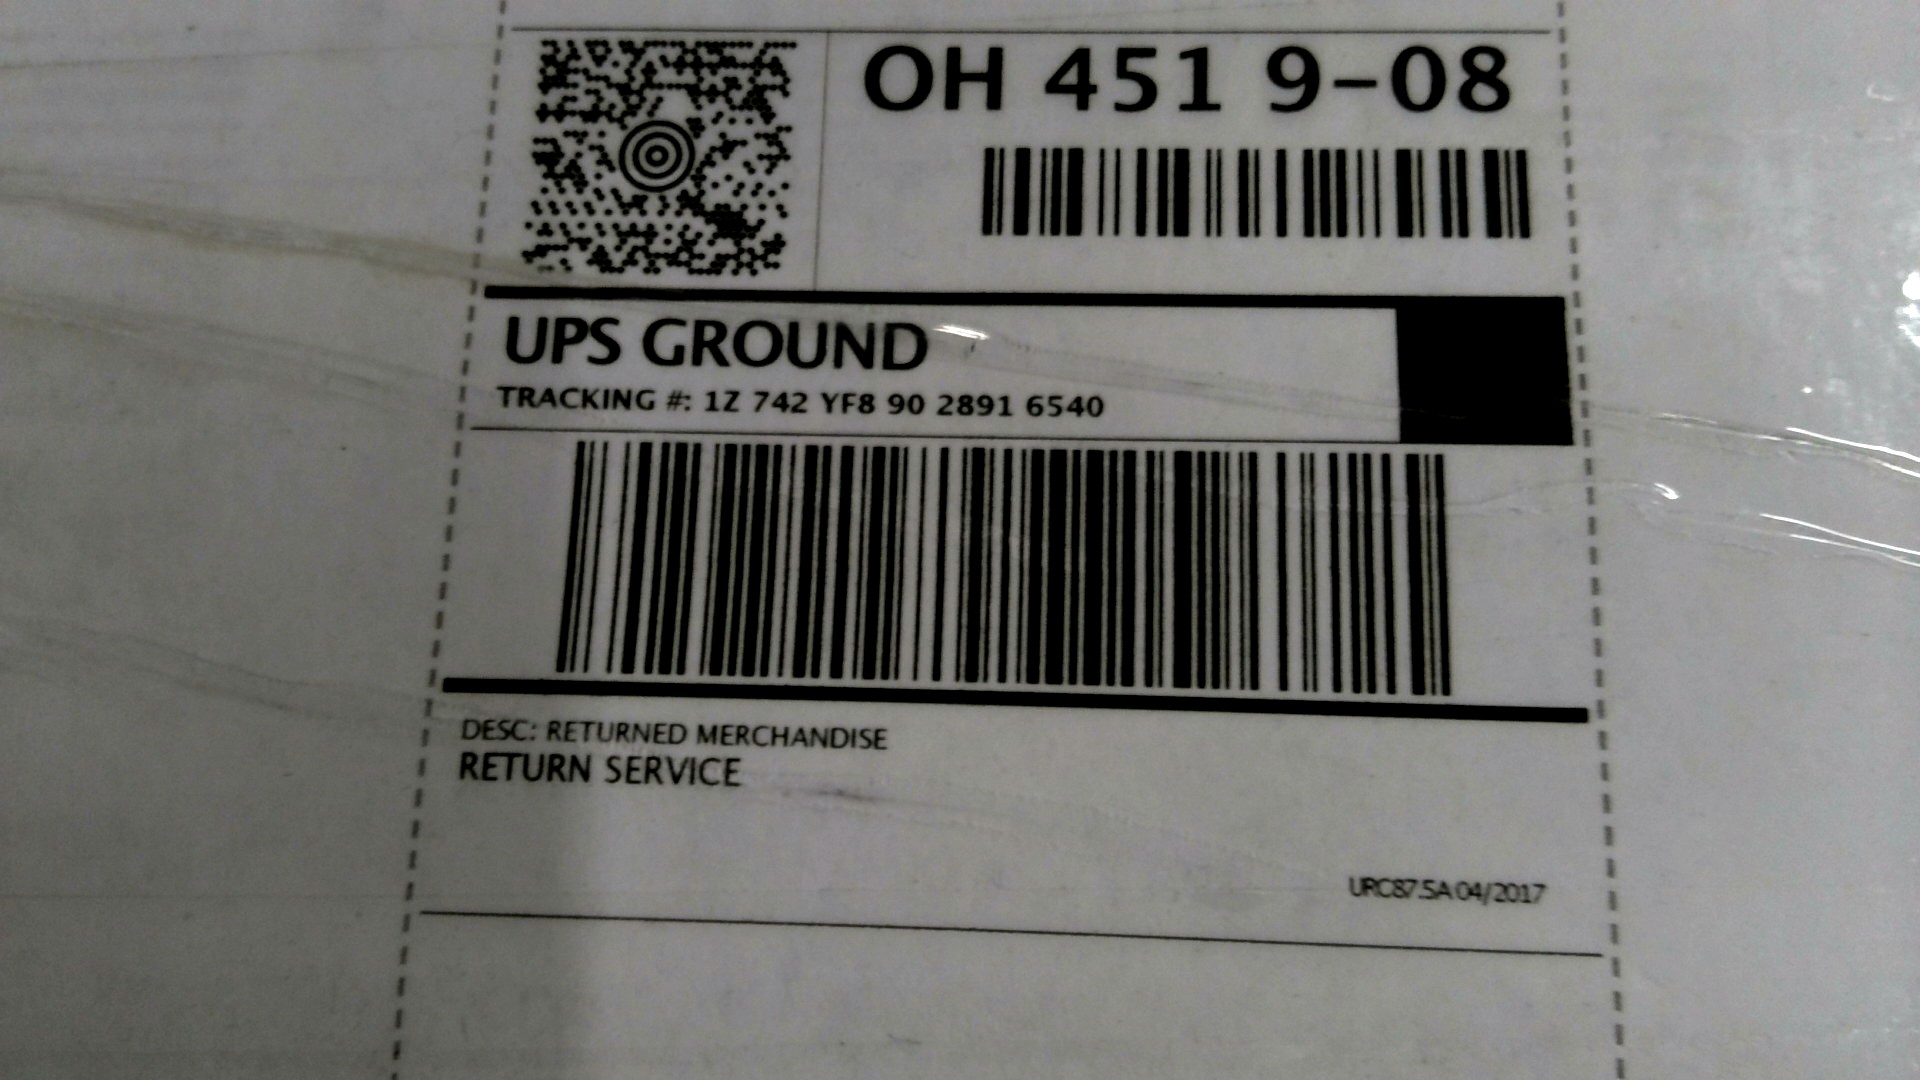 OH 451 9-08
UPS GROUND
TRACKING #: 1Z 742 YF8 90 2891 6540
DESC: RETURNED MERCHANDISE
RETURN SERVICE
URC87.5A 04/2017